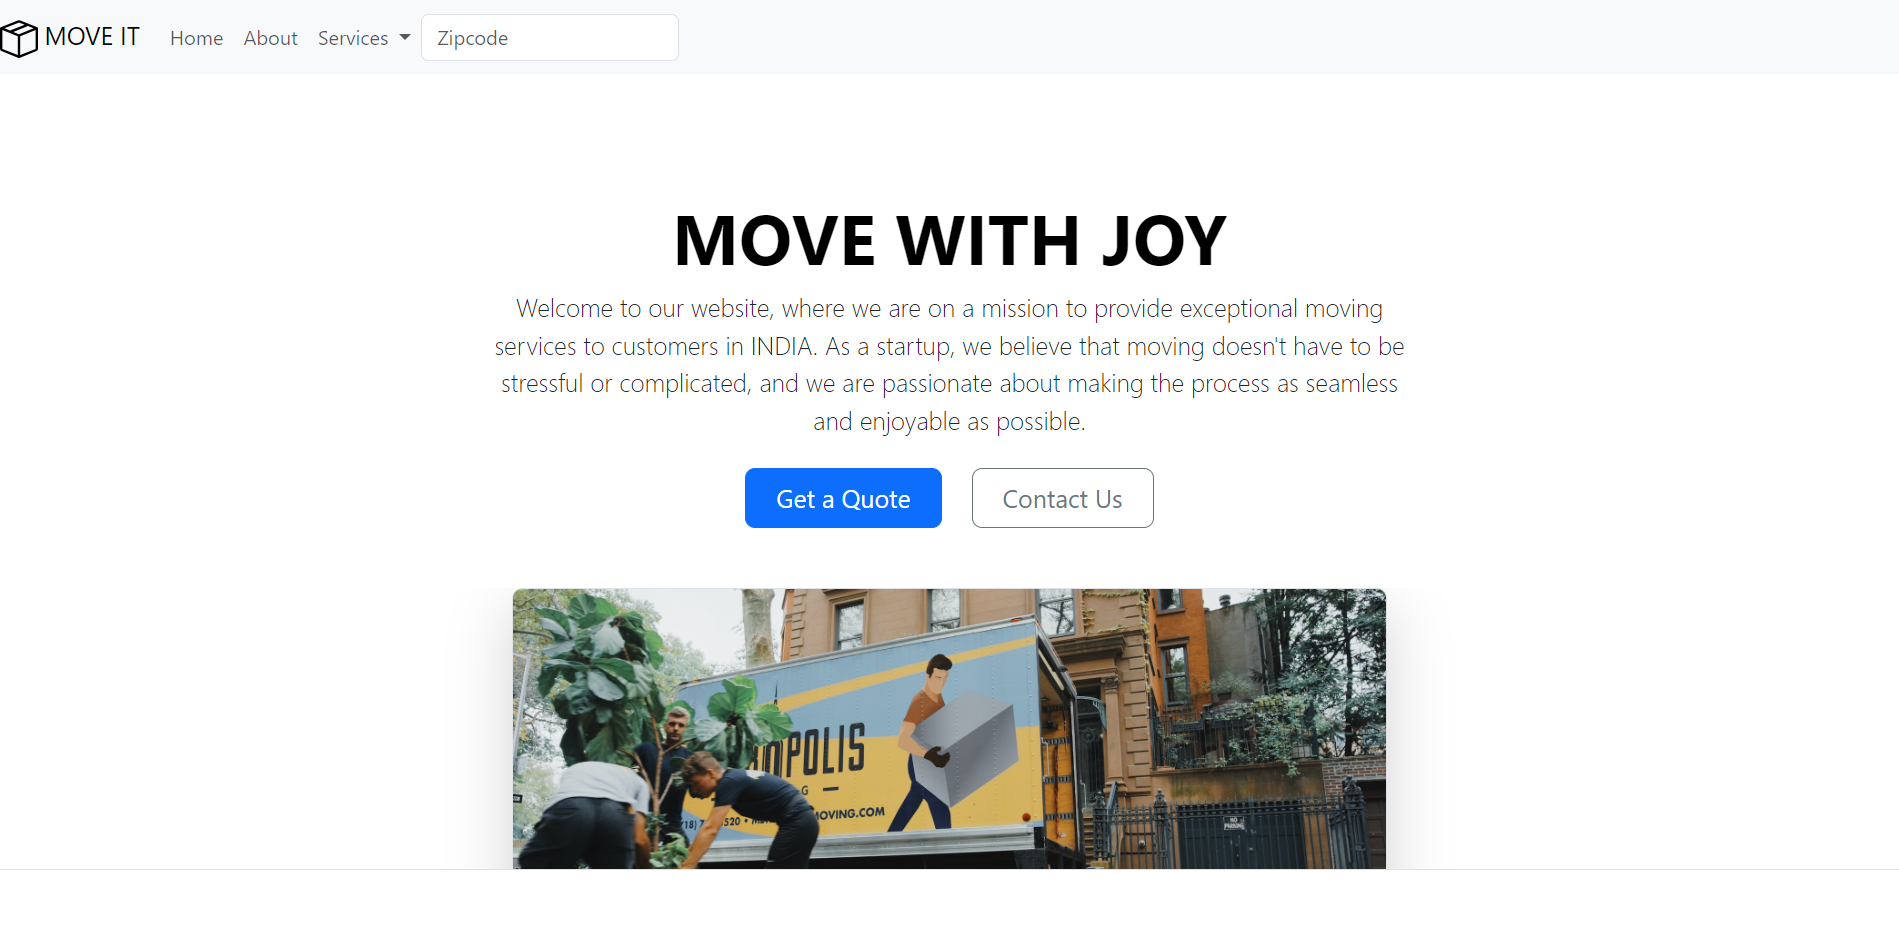 MOVE IT
Home
About
Services
Zipcode
MOVE WITH JOY
Welcome to our website, where we are on a mission to provide exceptional moving
services to customers in INDIA. As a startup, we believe that moving doesn't have to be
stressful or complicated, and we are passionate about making the process as seamless
and enjoyable as possible.
Get a Quote
Contact Us
POLIS
G
MOVING.COM
NO
PARKING